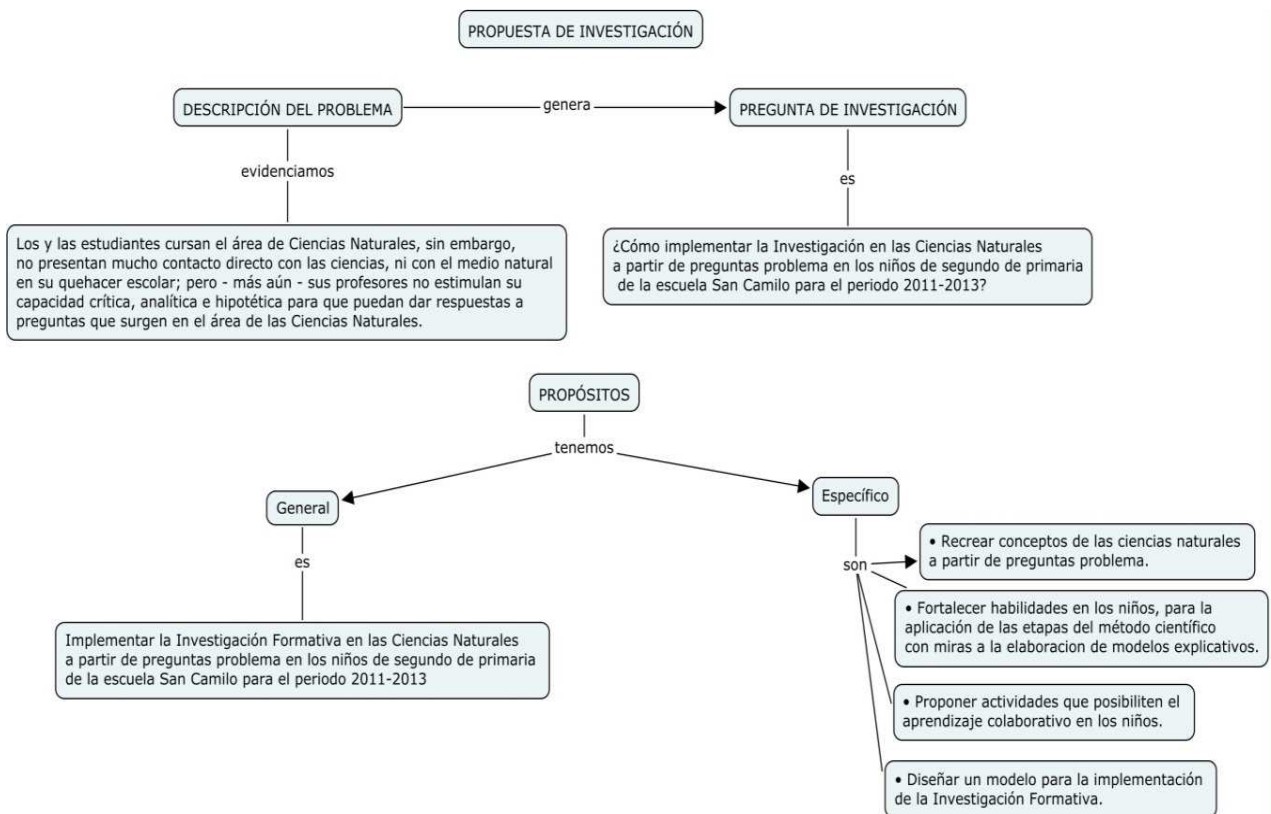 PROPUESTA DE INVESTIGACIÓN
DESCRIPCIÓN DEL PROBLEMA
genera
PREGUNTA DE INVESTIGACIÓN
evidenciamos
es
Los y las estudiantes cursan el área de Ciencias Naturales, sin embargo,
no presentan mucho contacto directo con las ciencias, ni con el medio natural
en su quehacer escolar; pero - más aún - sus profesores no estimulan su
capacidad crítica, analítica e hipotética para que puedan dar respuestas a
preguntas que surgen en el área de las Ciencias Naturales.
¿Cómo implementar la Investigación en las Ciencias Naturales
a partir de preguntas problema en los niños de segundo de primaria
de la escuela San Camilo para el periodo 2011-2013?
PROPÓSITOS
tenemos
General
es
Implementar la Investigación Formativa en las Ciencias Naturales
a partir de preguntas problema en los niños de segundo de primaria
de la escuela San Camilo para el periodo 2011-2013
Específico
son
• Recrear conceptos de las ciencias naturales
a partir de preguntas problema.
• Fortalecer habilidades en los niños, para la
aplicación de las etapas del método científico
con miras a la elaboracion de modelos explicativos.
• Proponer actividades que posibiliten el
aprendizaje colaborativo en los niños.
• Diseñar un modelo para la implementación
de la Investigación Formativa.